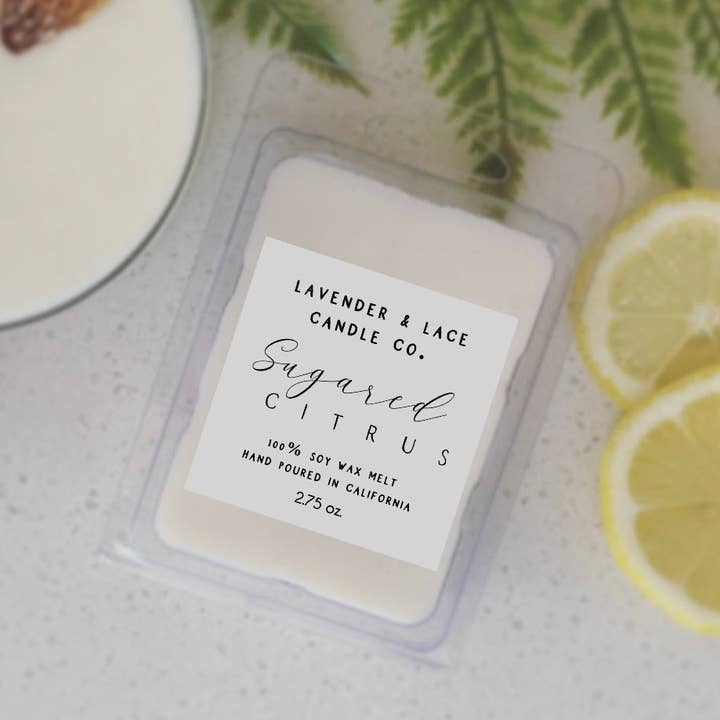 LAVENDER & LACE
CANDLE CO.
Sugared
CITRUS
100% SOY WAX MELT
HAND POURED IN CALIFORNIA
2.75 oz.